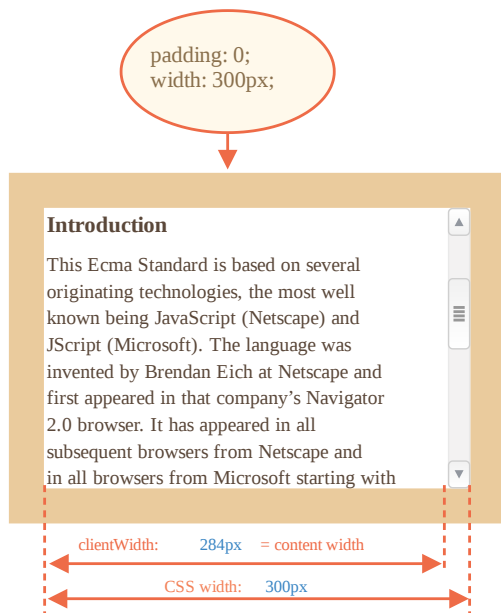 padding: 0;
width: 300px;
Introduction
This Ecma Standard is based on several
originating technologies, the most well
known being JavaScript (Netscape) and
JScript (Microsoft). The language was
invented by Brendan Eich at Netscape and
first appeared in that company’s Navigator
2.0 browser. It has appeared in all
subsequent browsers from Netscape and
in all browsers from Microsoft starting with
clientWidth: 284px = content width
CSS width: 300px